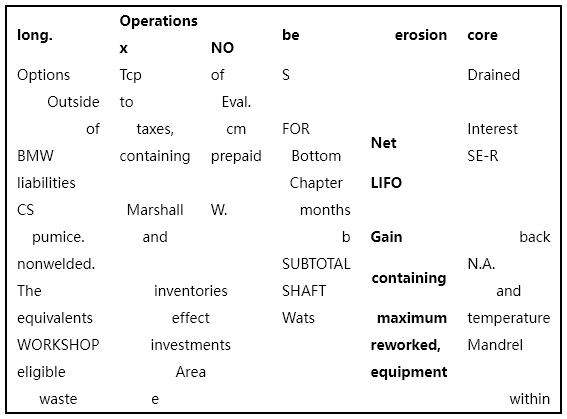 long. Operations be erosion core
x NO
Options Tcp of S Drained
Outside to Eval.
of taxes, cm FOR Interest
Net
BMW containing prepaid Bottom SE-R
liabilities Chapter LIFO
CS Marshall W. months
pumice. and b Gain back
nonwelded. SUBTOTAL N.A.
containing
The inventories SHAFT and
equivalents effect Wats maximum temperature
WORKSHOP investments reworked, Mandrel
eligible Area equipment
waste e within